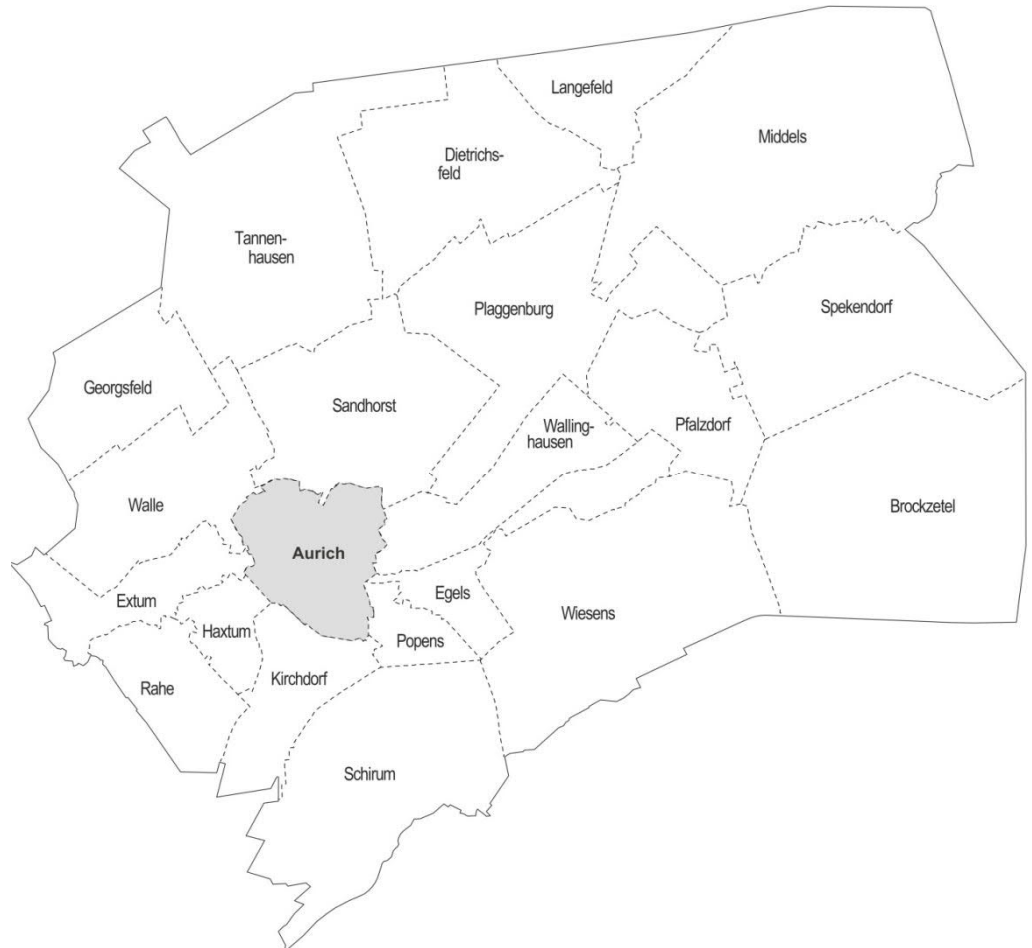 Langefeld
Middels
Dietrichs-
feld
Tannen-
hausen
Plaggenburg
Spekendorf
Georgsfeld
Sandhorst
Walling-
hausen
Pfalzdorf
Walle
Brockzetel
Aurich
Extum
Egels
Wiesens
Haxtum
Popens
Kirchdorf
Rahe
Schirum